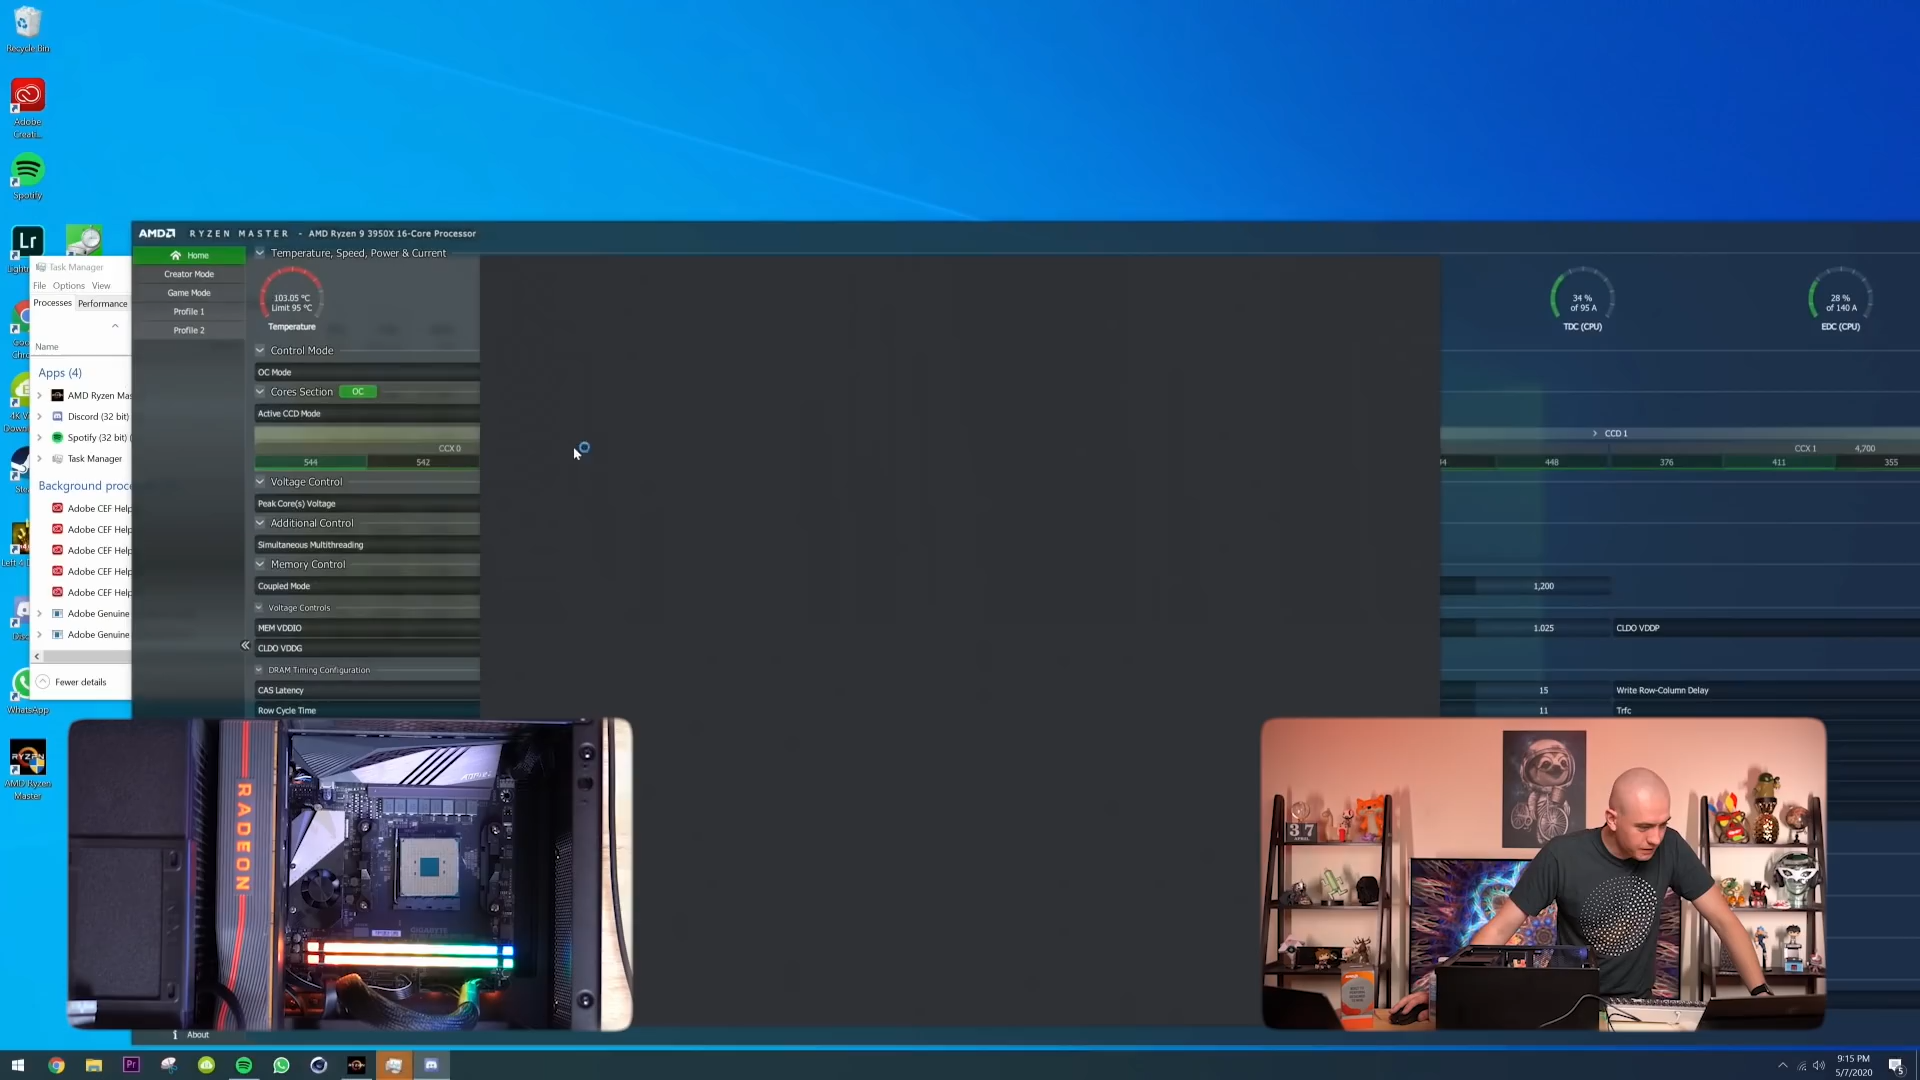 Recycle Bin
Adobe
Creati...
Spotify
Lr
AMD RYZEN MASTER - AMD Ryzen 9 3950X 16-Core Processor
Home
Creator Mode
Game Mode
Profile 1
Profile 2
Temperature, Speed, Power & Current
103.05 °C
Limit 95 °C
Temperature
34 %
of 95 A
TDC (CPU)
28 %
of 140 A
EDC (CPU)
Control Mode
OC Mode
Cores Section OC
Active CCD Mode
CCX 0
544 542
CCD 1
CCX 1 4,700
448 376 411 355
Voltage Control
Peak Core(s) Voltage
Additional Control
Simultaneous Multithreading
Memory Control
Coupled Mode
1,200
Voltage Controls
MEM VDDIO
1.025 CLDO VDDP
CLDO VDDG
DRAM Timing Configuration
CAS Latency
15 Write Row-Column Delay
Row Cycle Time
11 Trfc
About
Task Manager
File Options View
Processes Performance
Name
Apps (4)
AMD Ryzen Mas
Discord (32 bit)
Spotify (32 bit) (
Task Manager
Background proce
Adobe CEF Help
Adobe CEF Help
Adobe CEF Help
Adobe CEF Help
Adobe CEF Help
Adobe Genuine
Adobe Genuine
Fewer details
WhatsApp
RYZEN
AMD Ryzen
Master
RADEON
GIGABYTE
37
Pr
9:15 PM
5/7/2020
5